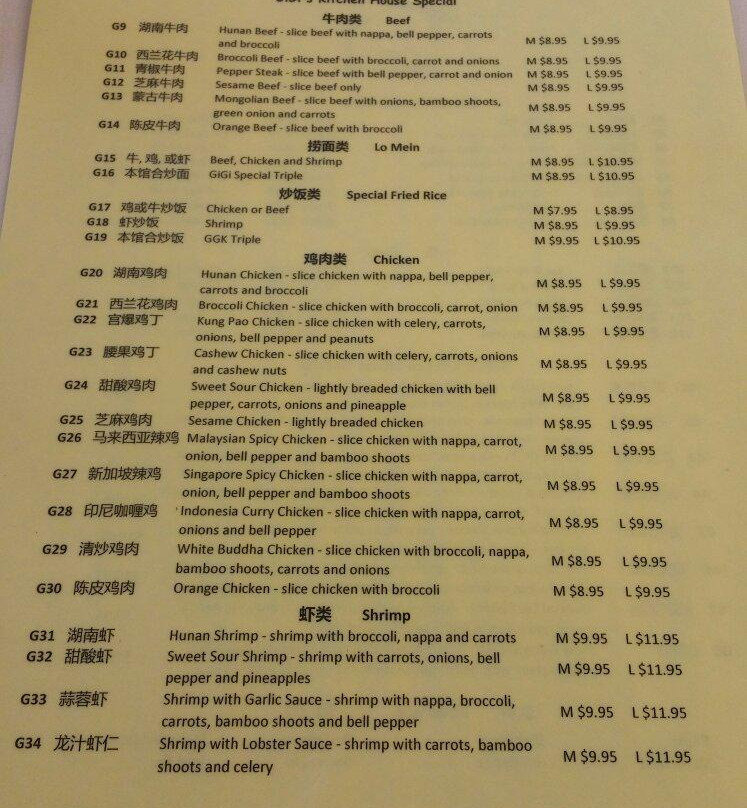 Kitchen House Special
牛肉类 Beef
G9 湖南牛肉 Hunan Beef - slice beef with nappa, bell pepper, carrots M $8.95 L $9.95
and broccoli
G10 西兰花牛肉 Broccoli Beef - slice beef with broccoli, carrot and onions M $8.95 L $9.95
G11 青椒牛肉 Pepper Steak - slice beef with bell pepper, carrot and onion M $8.95 L $9.95
G12 芝麻牛肉 Sesame Beef - slice beef only M $8.95 L $9.95
G13 蒙古牛肉 Mongolian Beef - slice beef with onions, bamboo shoots, M $8.95 L $9.95
green onion and carrots
G14 陈皮牛肉 Orange Beef - slice beef with broccoli M $8.95 L $9.95
捞面类 Lo Mein
G15 牛, 鸡, 或虾 Beef, Chicken and Shrimp M $8.95 L $10.95
G16 本馆合炒面 GiGi Special Triple M $8.95 L $10.95
炒饭类 Special Fried Rice
G17 鸡或牛炒饭 Chicken or Beef M $7.95 L $8.95
G18 虾炒饭 Shrimp M $8.95 L $9.95
G19 本馆合炒饭 GGK Triple M $9.95 L $10.95
鸡肉类 Chicken
G20 湖南鸡肉 Hunan Chicken - slice chicken with nappa, bell pepper, M $8.95 L $9.95
carrots and broccoli
G21 西兰花鸡肉 Broccoli Chicken - slice chicken with broccoli, carrot, onion M $8.95 L $9.95
G22 宫爆鸡丁 Kung Pao Chicken - slice chicken with celery, carrots, M $8.95 L $9.95
onions, bell pepper and peanuts
G23 腰果鸡丁 Cashew Chicken - slice chicken with celery, carrots, onions M $8.95 L $9.95
and cashew nuts
G24 甜酸鸡肉 Sweet Sour Chicken - lightly breaded chicken with bell M $8.95 L $9.95
pepper, carrots, onions and pineapple
G25 芝麻鸡肉 Sesame Chicken - lightly breaded chicken M $8.95 L $9.95
G26 马来西亚辣鸡 Malaysian Spicy Chicken - slice chicken with nappa, carrot, M $8.95 L $9.95
onion, bell pepper and bamboo shoots
G27 新加坡辣鸡 Singapore Spicy Chicken - slice chicken with nappa, carrot, M $8.95 L $9.95
onion, bell pepper and bamboo shoots
G28 印尼咖喱鸡 Indonesia Curry Chicken - slice chicken with nappa, carrot, M $8.95 L $9.95
onions and bell pepper
G29 清炒鸡肉 White Buddha Chicken - slice chicken with broccoli, nappa, M $8.95 L $9.95
bamboo shoots, carrots and onions
G30 陈皮鸡肉 Orange Chicken - slice chicken with broccoli M $8.95 L $9.95
虾类 Shrimp
G31 湖南虾 Hunan Shrimp - shrimp with broccoli, nappa and carrots M $9.95 L $11.95
G32 甜酸虾 Sweet Sour Shrimp - shrimp with carrots, onions, bell M $9.95 L $11.95
pepper and pineapples
G33 蒜蓉虾 Shrimp with Garlic Sauce - shrimp with nappa, broccoli, M $9.95 L $11.95
carrots, bamboo shoots and bell pepper
G34 龙汁虾仁 Shrimp with Lobster Sauce - shrimp with carrots, bamboo M $9.95 L $11.95
shoots and celery